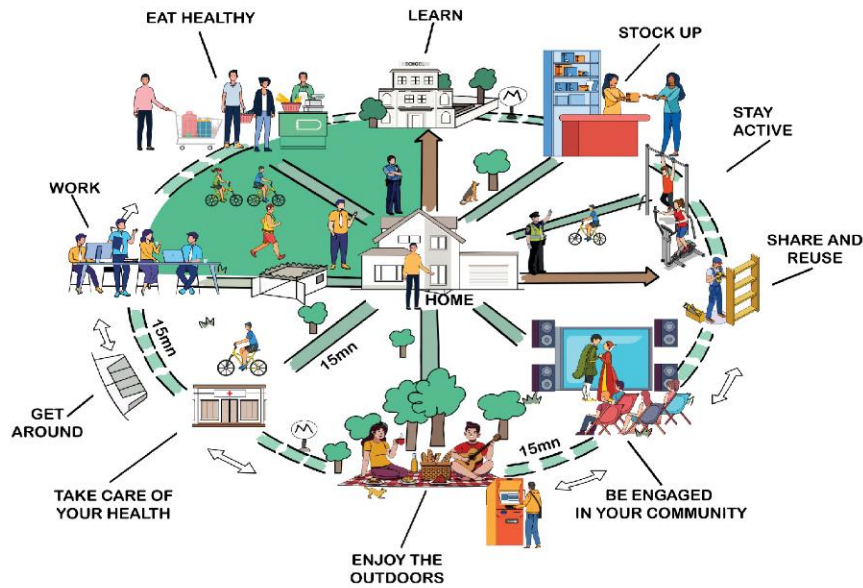 EAT HEALTHY
LEARN
STOCK UP
STAY
ACTIVE
SCHOOL
M
WORK
SHARE AND
REUSE
HOME
15mn
15mn
GET
AROUND
M
15mn
TAKE CARE OF
YOUR HEALTH
BE ENGAGED
IN YOUR COMMUNITY
ENJOY THE
OUTDOORS